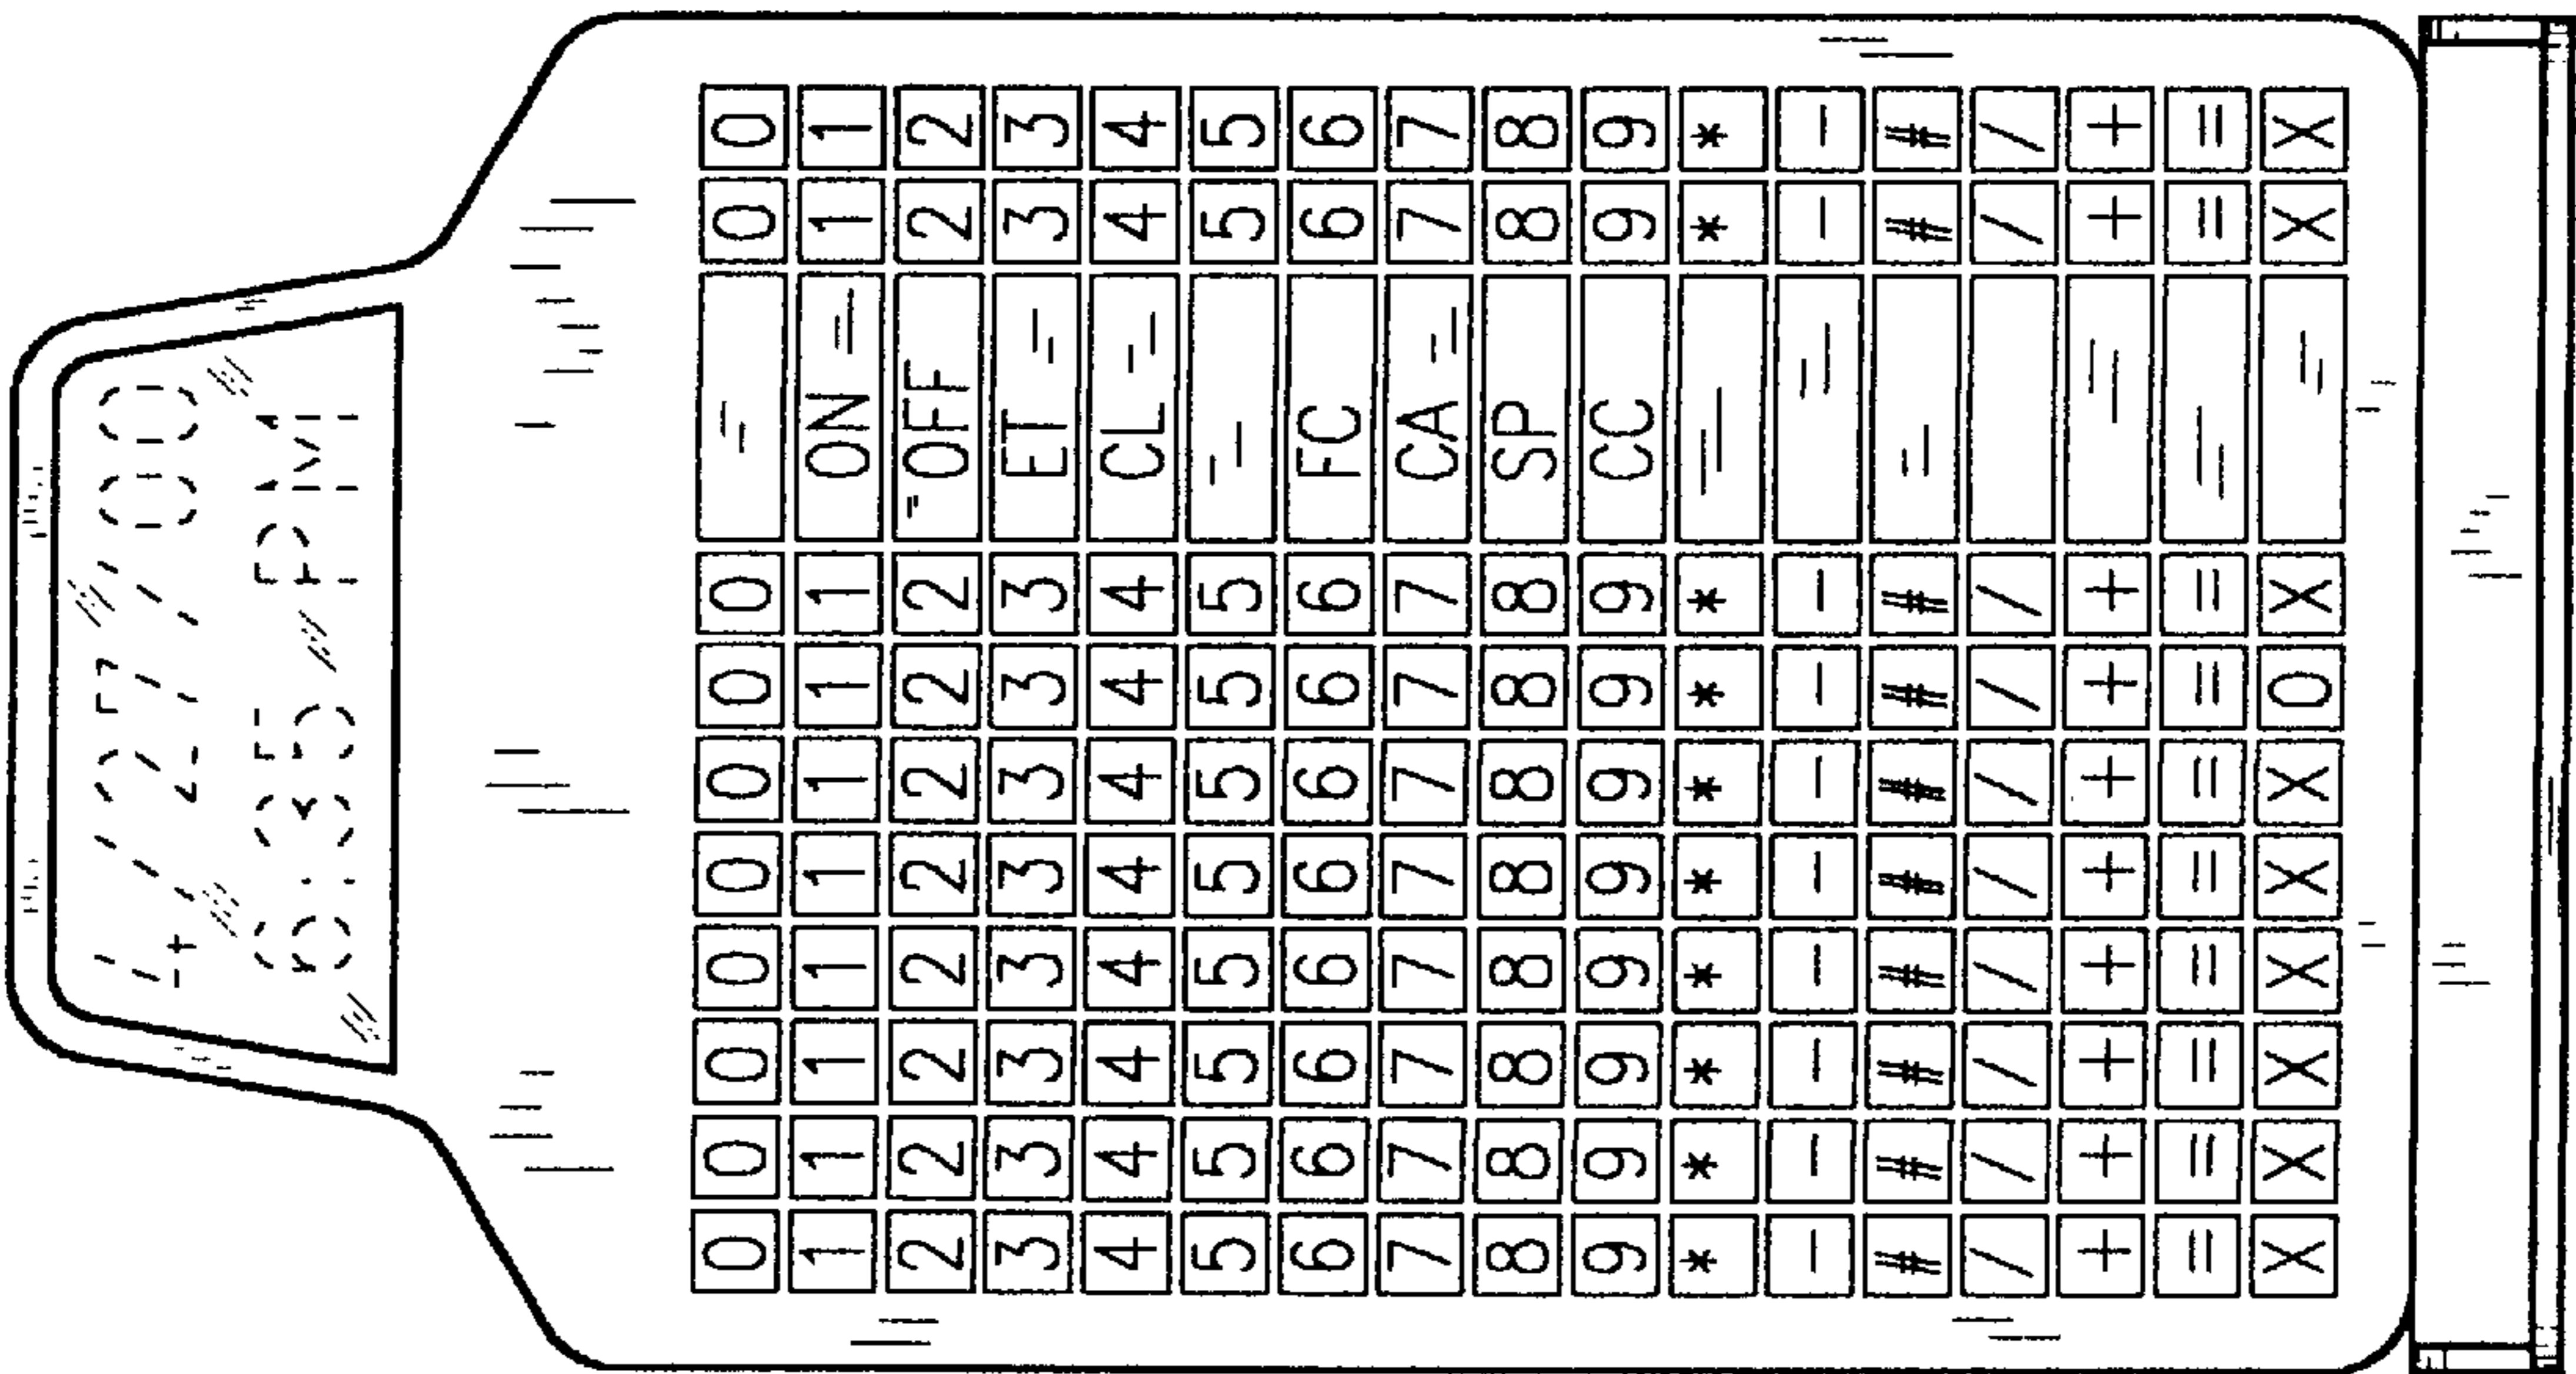 1/27/00
PM
0 0 0 0 0 0 0 0 0 0
1 1 1 1 1 1 1 1 ON 1 1
2 2 2 2 2 2 2 2 OFF 2 2
3 3 3 3 3 3 3 3 ET 3 3
4 4 4 4 4 4 4 4 CL 4 4
5 5 5 5 5 5 5 5 5 5
6 6 6 6 6 6 6 6 FC 6 6
7 7 7 7 7 7 7 7 CA 7 7
8 8 8 8 8 8 8 8 SP 8 8
9 9 9 9 9 9 9 9 CC 9 9
* * * * * * * * * *
- - - - - - - - - -
# # # # # # # # # #
/ / / / / / / / / /
+ + + + + + + + + +
= = = = = = = = = =
X X X X X X O X X X